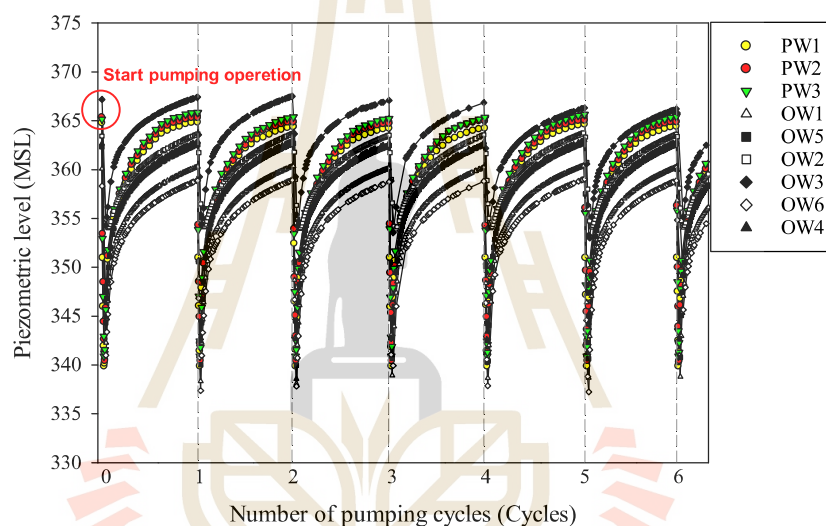 375
370
365
360
355
350
345
340
335
330
Piezometric level (MSL)
Start pumping operetion
0 1 2 3 4 5 6
Number of pumping cycles (Cycles)
PW1
PW2
PW3
OW1
OW5
OW2
OW3
OW6
OW4